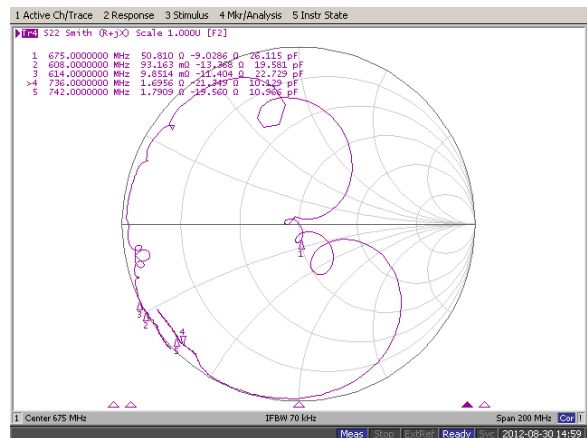 1 Active Ch/Trace 2 Response 3 Stimulus 4 Mkr/Analysis 5 Instr State
Tr4 S22 Smith (R+jX) Scale 1.000U [F2]
1 675.0000000 MHz 50.810 Ω -9.0286 Ω 26.115 pF
2 608.0000000 MHz 93.163 mΩ -13.368 Ω 19.581 pF
3 614.0000000 MHz 9.8514 mΩ -11.404 Ω 22.729 pF
>4 736.0000000 MHz 1.6956 Ω -21.349 Ω 10.129 pF
5 742.0000000 MHz 1.7909 Ω -19.560 Ω 10.966 pF
1
3
2
4
5
1 Center 675 MHz IFBW 70 kHz Span 200 MHz Cor !
Meas Stop ExtRef Ready Svc 2012-08-30 14:59